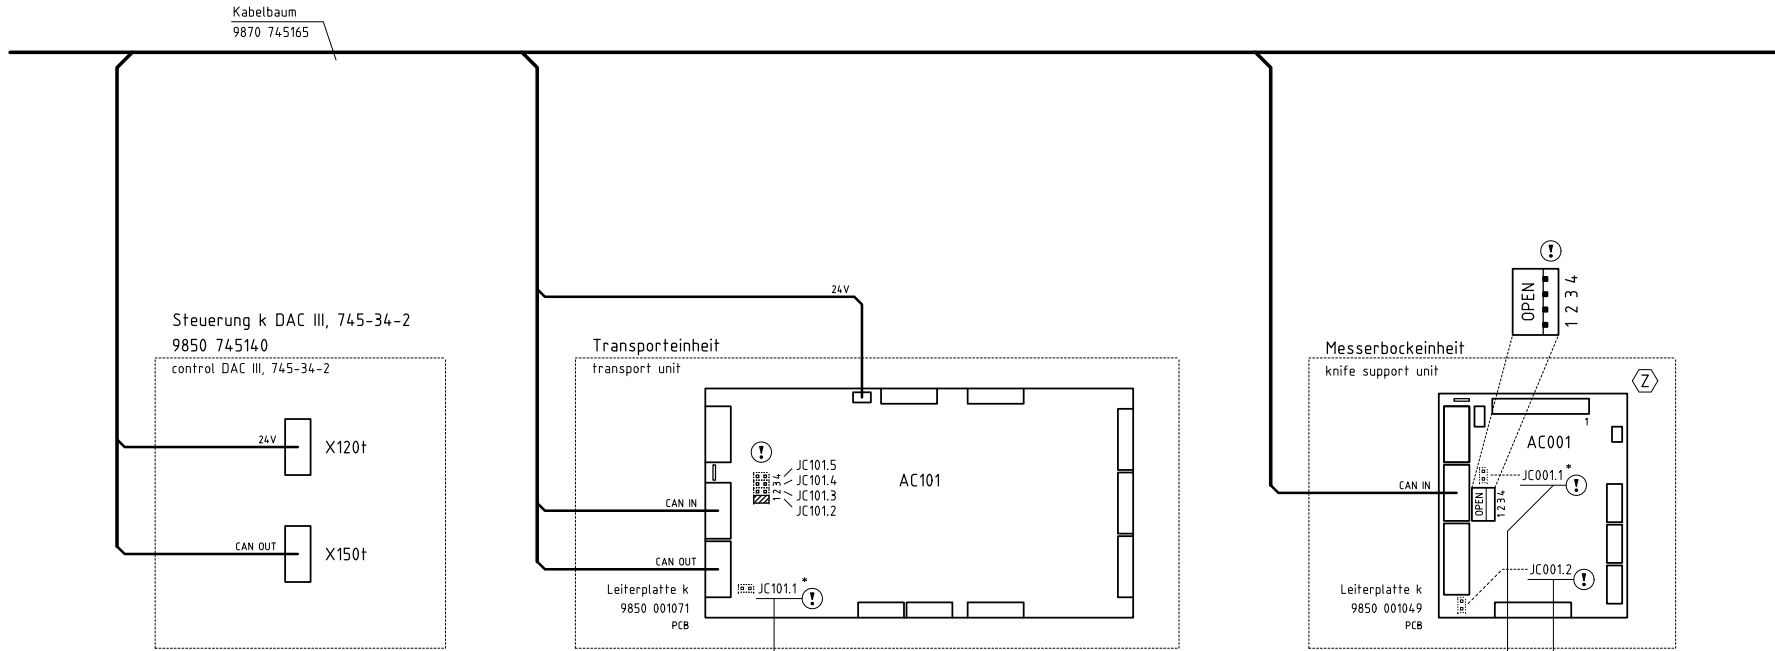 Kabelbaum
9870 745165
24V
Steuerung k DAC III, 745-34-2
9850 745140
control DAC III, 745-34-2
24V
X120t
CAN OUT
X150t
Transporteinheit
transport unit
!
JC101.5
JC101.4
JC101.3
JC101.2
1 2 3 4
AC101
CAN IN
CAN OUT
Leiterplatte k
9850 001071
PCB
JC101.1 *
!
!
OPEN
1 2 3 4
Messerbockeinheit
knife support unit
Z
1
AC001
JC001.1 *
!
CAN IN
OPEN
1 2 3 4
JC001.2
!
Leiterplatte k
9850 001049
PCB